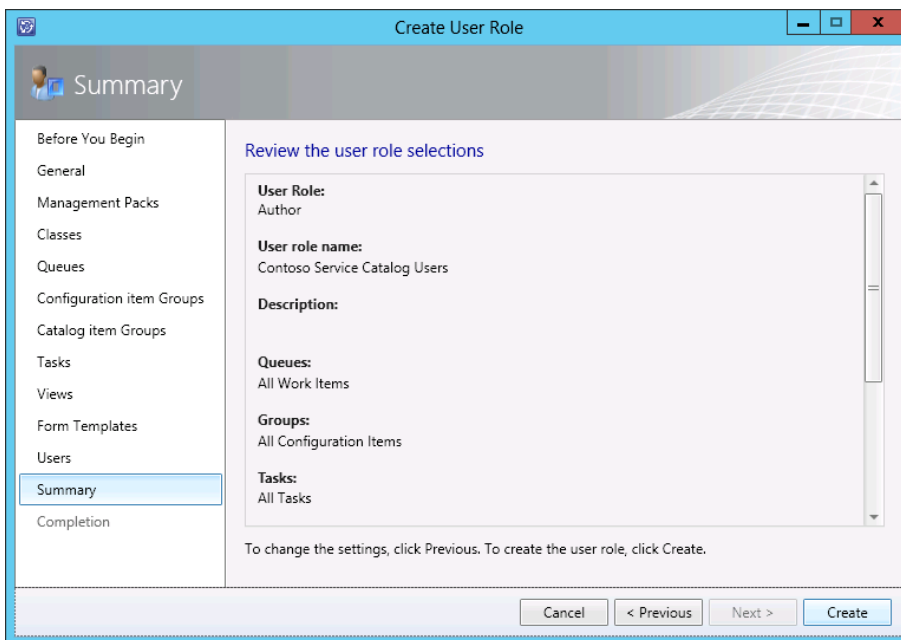 Create User Role
Summary
Before You Begin
General
Management Packs
Classes
Queues
Configuration item Groups
Catalog item Groups
Tasks
Views
Form Templates
Users
Summary
Completion
Review the user role selections
User Role:
Author
User role name:
Contoso Service Catalog Users
Description:
Queues:
All Work Items
Groups:
All Configuration Items
Tasks:
All Tasks
To change the settings, click Previous. To create the user role, click Create.
Cancel
< Previous
Next >
Create